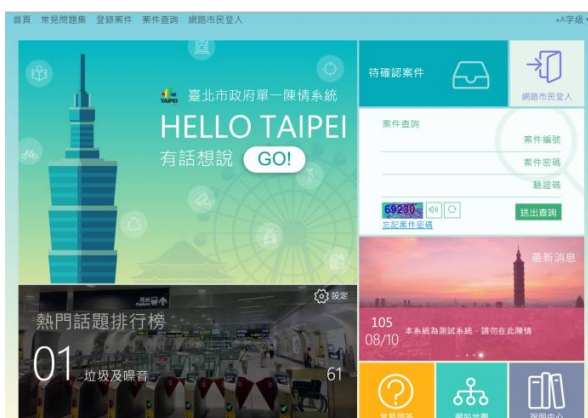 首頁 常見問題集 登錄案件 案件查詢 網路市民登入
AA字級
TAIPEI
臺北市政府單一陳情系統
HELLO TAIPEI
有話想說 GO!
待確認案件
網路市民登入
案件查詢
案件編號
案件密碼
驗證碼
69230
送出查詢
忘記案件密碼
最新消息
105
08/10 本系統為測試系統，請勿在此陳情
設定
熱門話題排行榜
01 垃圾及噪音 61